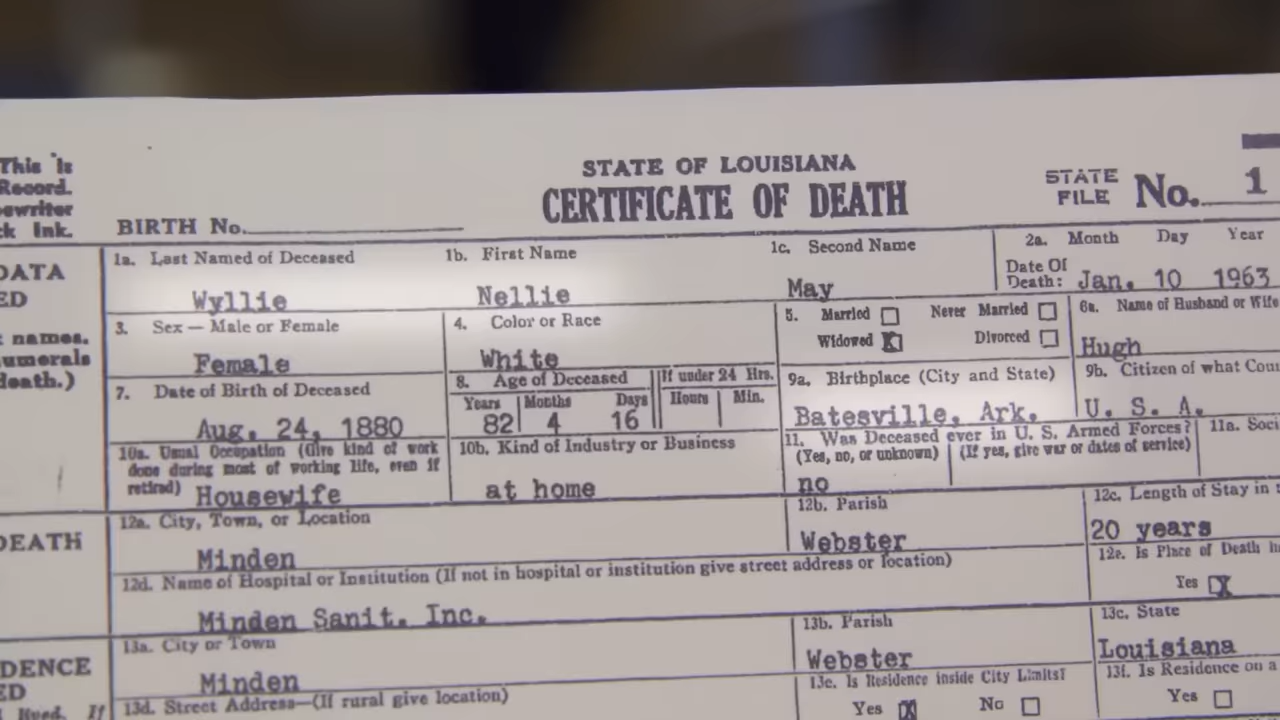 This is
Record.
ewriter
k Ink.
STATE OF LOUISIANA
CERTIFICATE OF DEATH
STATE FILE No. 1
BIRTH No.
DATA
ED
names.
umerals
death.)
1a. Last Named of Deceased
Wyllie
1b. First Name
Nellie
1c. Second Name
May
2a. Month Day Year
Date Of Death: Jan. 10 1963
3. Sex — Male or Female
Female
4. Color or Race
White
5. Married Never Married
Widowed X Divorced
6a. Name of Husband or Wife
Hugh
7. Date of Birth of Deceased
Aug. 24, 1880
8. Age of Deceased
Years Months Days
82 4 16
If under 24 Hrs.
Hours Min.
9a. Birthplace (City and State)
Batesville, Ark.
9b. Citizen of what Cou
U. S. A.
10a. Usual Occupation (Give kind of work
done during most of working life, even if
retired) Housewife
10b. Kind of Industry or Business
at home
11. Was Deceased ever in U. S. Armed Forces?
(Yes, no, or unknown) (If yes, give war or dates of service)
no
11a. Soci
DEATH
12a. City, Town, or Location
Minden
12b. Parish
Webster
12c. Length of Stay in
20 years
12d. Name of Hospital or Institution (If not in hospital or institution give street address or location)
Minden Sanit. Inc.
12e. Is Place of Death in
Yes X
DENCE
ED
lived. If
13a. City or Town
Minden
13b. Parish
Webster
13c. State
Louisiana
13d. Street Address—(If rural give location)
13e. Is Residence inside City Limits?
Yes X No
13f. Is Residence on a
Yes